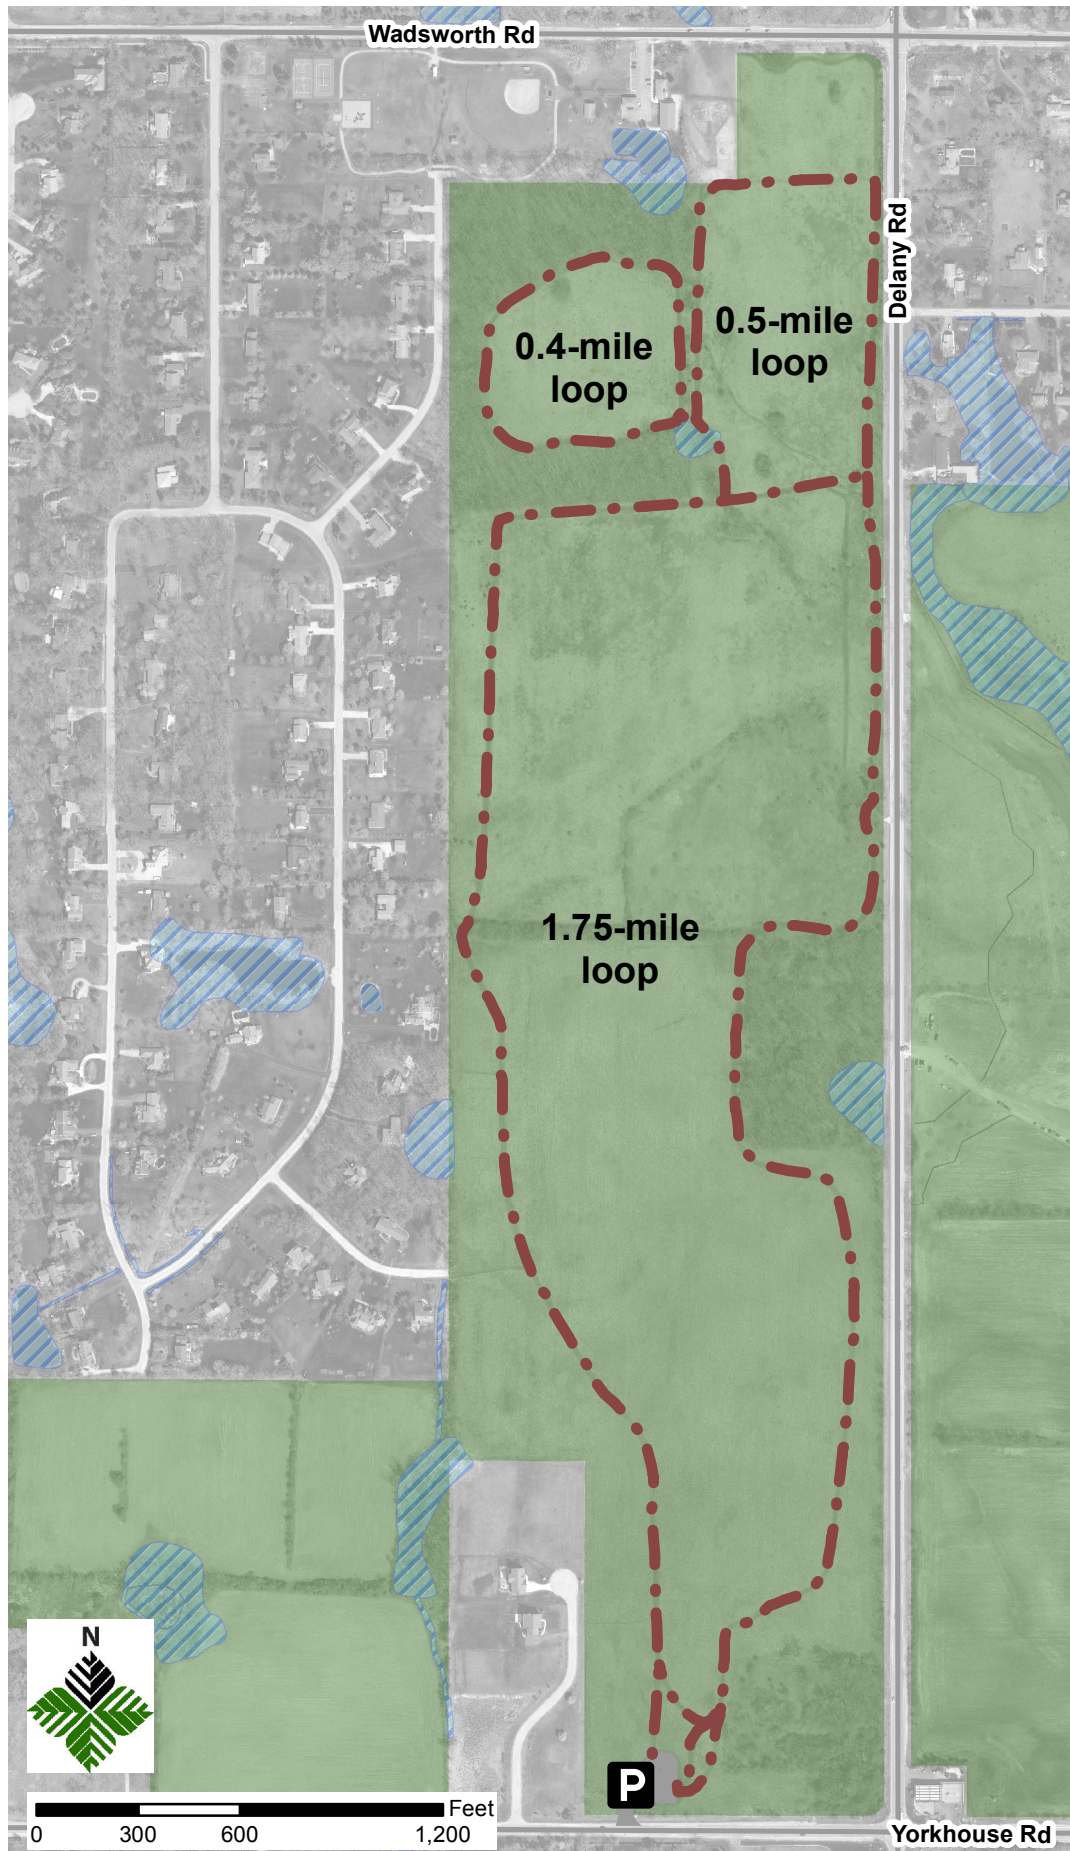 Wadsworth Rd
Delany Rd
0.5-mile
loop
0.4-mile
loop
1.75-mile
loop
N
P
Feet
0 300 600 1,200
Yorkhouse Rd